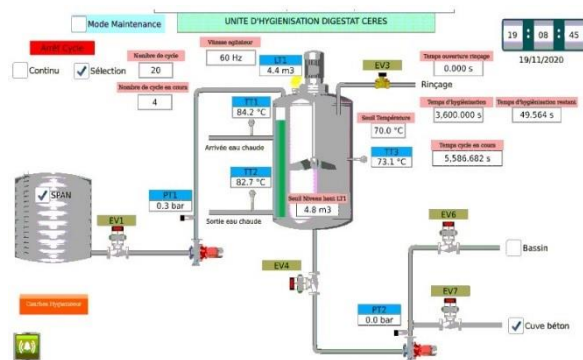 UNITE D'HYGIENISATION DIGESTAT CERES
Mode Maintenance
19 08 45
19/11/2020
Arrêt Cycle
Continu
Sélection
Nombre de cycle
20
Nombre de cycle en cours
4
Vitesse agitateur
60 Hz
LT1
4.4 m3
EV3
Rinçage
Temps ouverture rinçage
0.000 s
TT1
84.2 °C
Arrivée eau chaude
Seuil Température
70.0 °C
Temps d'hygiénisation
3,600.000 s
Temps d'hygiénisation restant
49.564 s
TT3
73.1 °C
Temps cycle en cours
5,586.682 s
TT2
82.7 °C
Sortie eau chaude
Seuil Niveau haut LT1
4.8 m3
SPAN
PT1
0.3 bar
EV1
EV4
EV6
Bassin
EV7
Cuve béton
PT2
0.0 bar